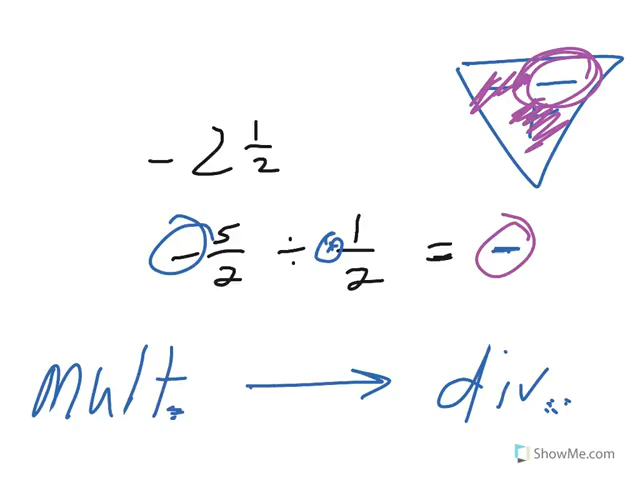 - 2 1/2
- 5/2 ÷ + 1/2 = -
mult. → div.
ShowMe.com